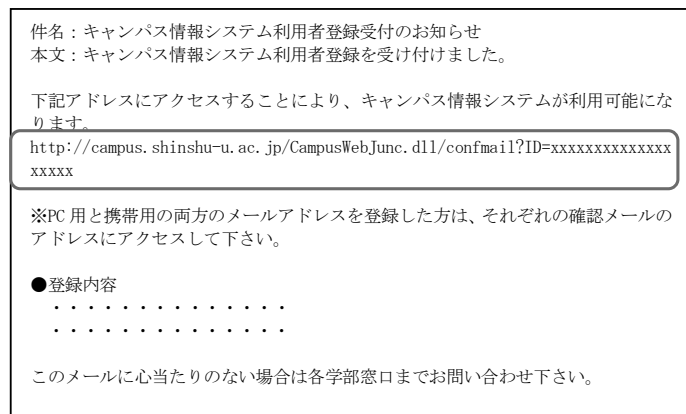 件名：キャンパス情報システム利用者登録受付のお知らせ
本文：キャンパス情報システム利用者登録を受け付けました。
下記アドレスにアクセスすることにより、キャンパス情報システムが利用可能にな
ります。
http://campus.shinshu-u.ac.jp/CampusWebJunc.dll/confmail?ID=xxxxxxxxxxxxxx
xxxxx
※PC 用と携帯用の両方のメールアドレスを登録した方は、それぞれの確認メールの
アドレスにアクセスして下さい。
●登録内容
・・・・・・・・・・・・・・
・・・・・・・・・・・・・・
このメールに心当たりのない場合は各学部窓口までお問い合わせ下さい。